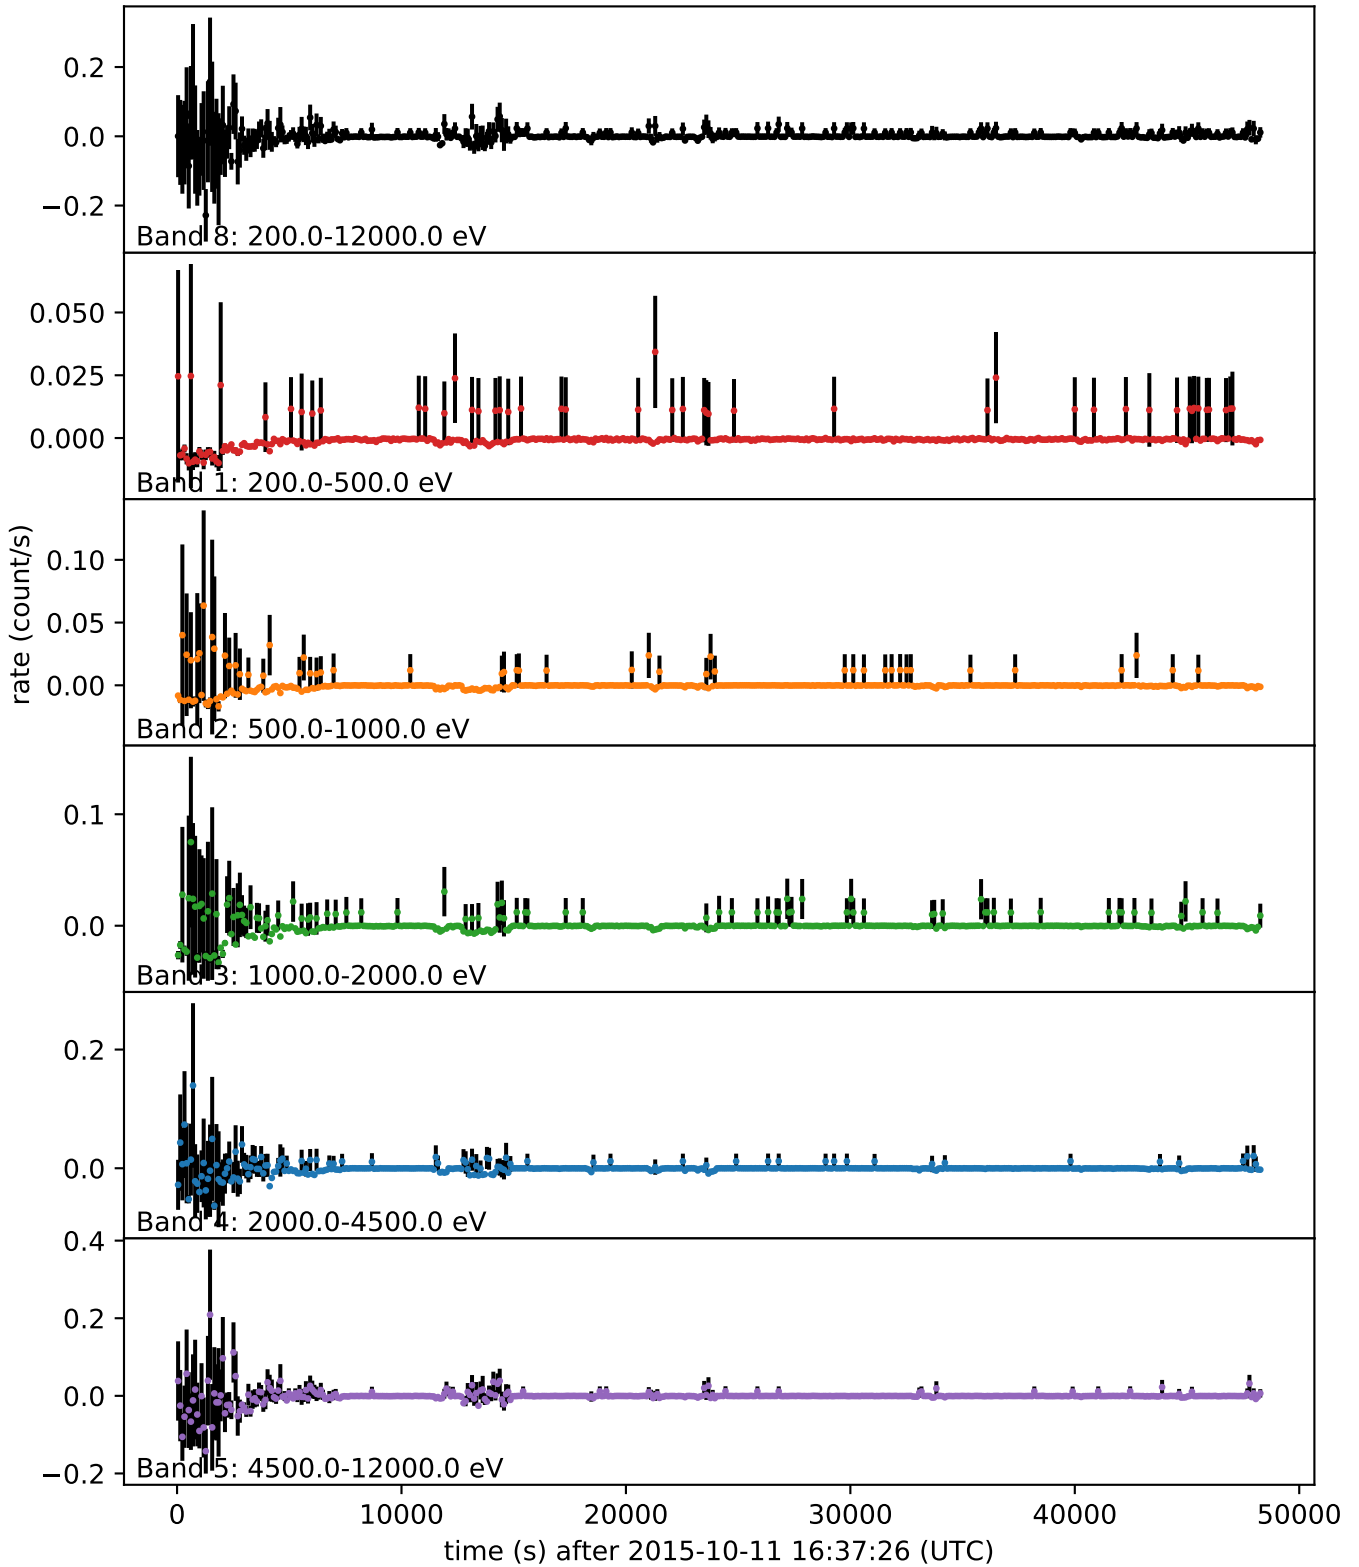 0.2
0.0
−0.2
Band 8: 200.0-12000.0 eV
0.050
0.025
0.000
Band 1: 200.0-500.0 eV
rate (count/s)
0.10
0.05
0.00
Band 2: 500.0-1000.0 eV
0.1
0.0
Band 3: 1000.0-2000.0 eV
0.2
0.0
Band 4: 2000.0-4500.0 eV
0.4
0.2
0.0
−0.2
Band 5: 4500.0-12000.0 eV
0 10000 20000 30000 40000 50000
time (s) after 2015-10-11 16:37:26 (UTC)